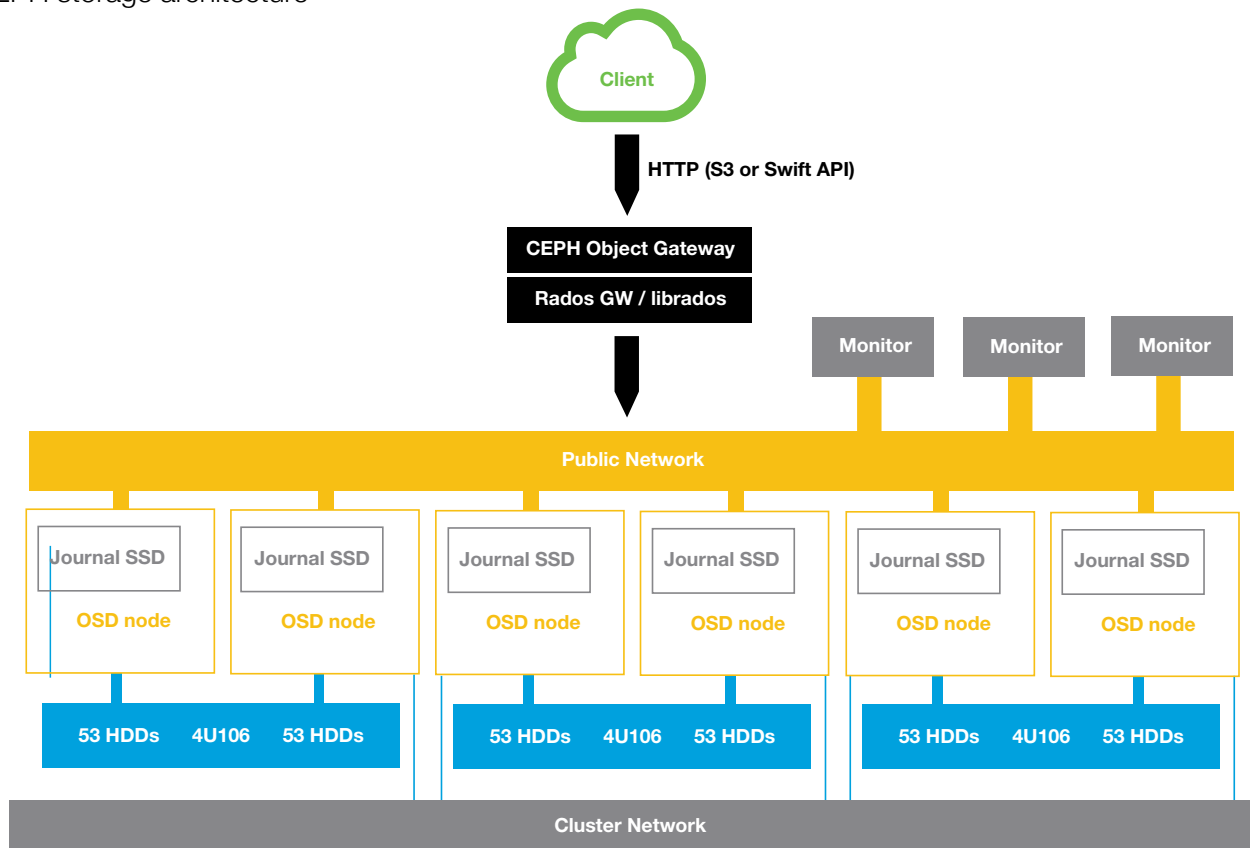 storage architecture
Client
HTTP (S3 or Swift API)
CEPH Object Gateway
Rados GW / librados
Monitor Monitor Monitor
Public Network
Journal SSD Journal SSD Journal SSD Journal SSD Journal SSD Journal SSD
OSD node OSD node OSD node OSD node OSD node OSD node
53 HDDs 4U106 53 HDDs 53 HDDs 4U106 53 HDDs 53 HDDs 4U106 53 HDDs
Cluster Network